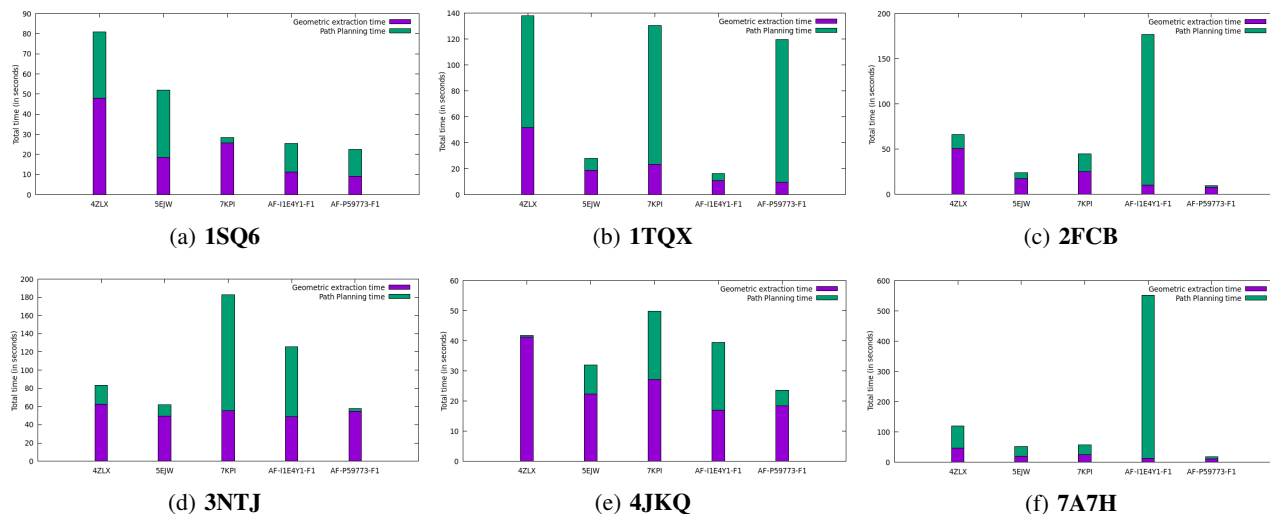 Geometric extraction time
Path Planning time
Total time (in seconds)
90
80
70
60
50
40
30
20
10
0
4ZLX 5EJW 7KPI AF-I1E4Y1-F1 AF-P59773-F1
(a) 1SQ6
Geometric extraction time
Path Planning time
Total time (in seconds)
140
120
100
80
60
40
20
0
4ZLX 5EJW 7KPI AF-I1E4Y1-F1 AF-P59773-F1
(b) 1TQX
Geometric extraction time
Path Planning time
Total time (in seconds)
200
150
100
50
0
4ZLX 5EJW 7KPI AF-I1E4Y1-F1 AF-P59773-F1
(c) 2FCB
Geometric extraction time
Path Planning time
Total time (in seconds)
200
180
160
140
120
100
80
60
40
20
0
4ZLX 5EJW 7KPI AF-I1E4Y1-F1 AF-P59773-F1
(d) 3NTJ
Geometric extraction time
Path Planning time
Total time (in seconds)
60
50
40
30
20
10
0
4ZLX 5EJW 7KPI AF-I1E4Y1-F1 AF-P59773-F1
(e) 4JKQ
Geometric extraction time
Path Planning time
Total time (in seconds)
600
500
400
300
200
100
0
4ZLX 5EJW 7KPI AF-I1E4Y1-F1 AF-P59773-F1
(f) 7A7H